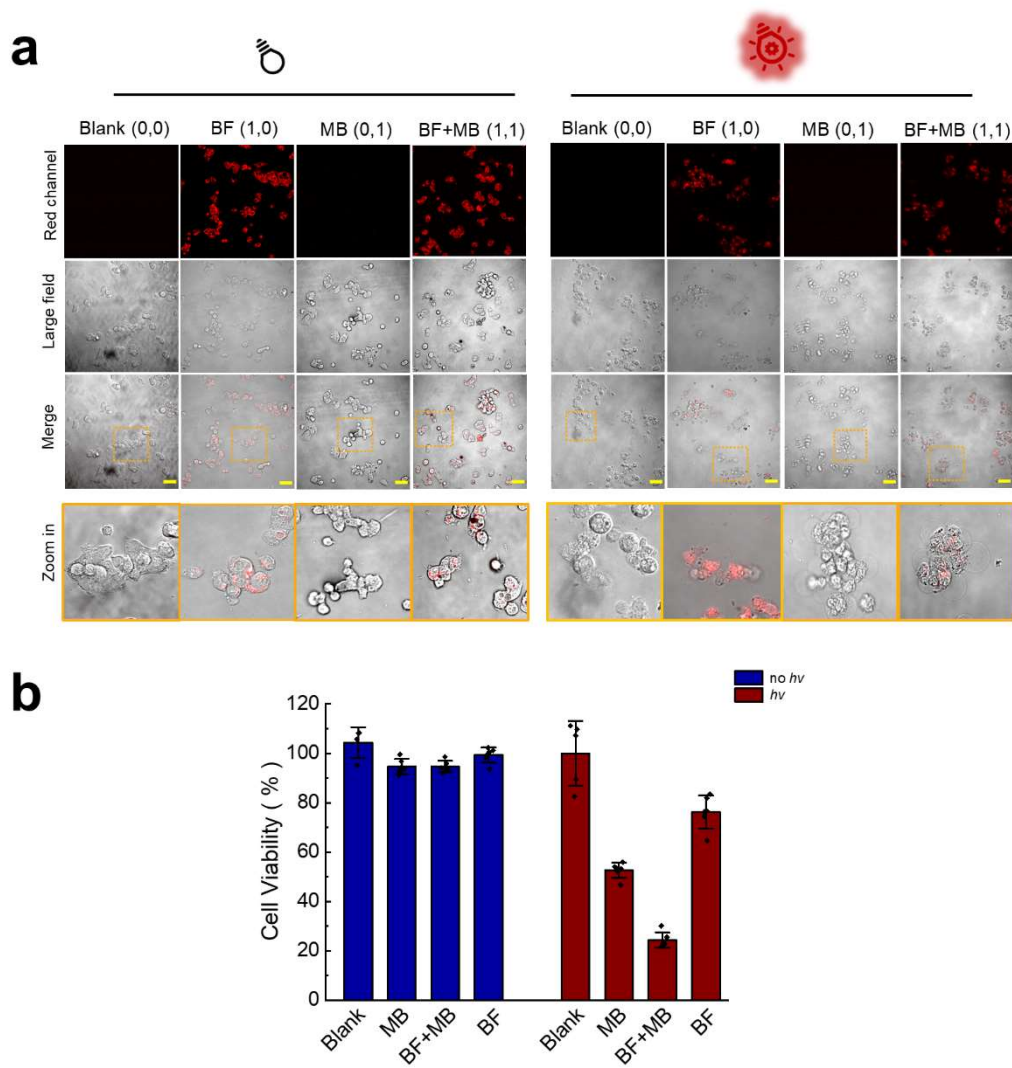 a
Blank (0,0) BF (1,0) MB (0,1) BF+MB (1,1) Blank (0,0) BF (1,0) MB (0,1) BF+MB (1,1)
Red channel
Large field
Merge
Zoom in
b
no hv
hv
Cell Viability ( % )
120
100
80
60
40
20
0
Blank MB BF+MB BF Blank MB BF+MB BF